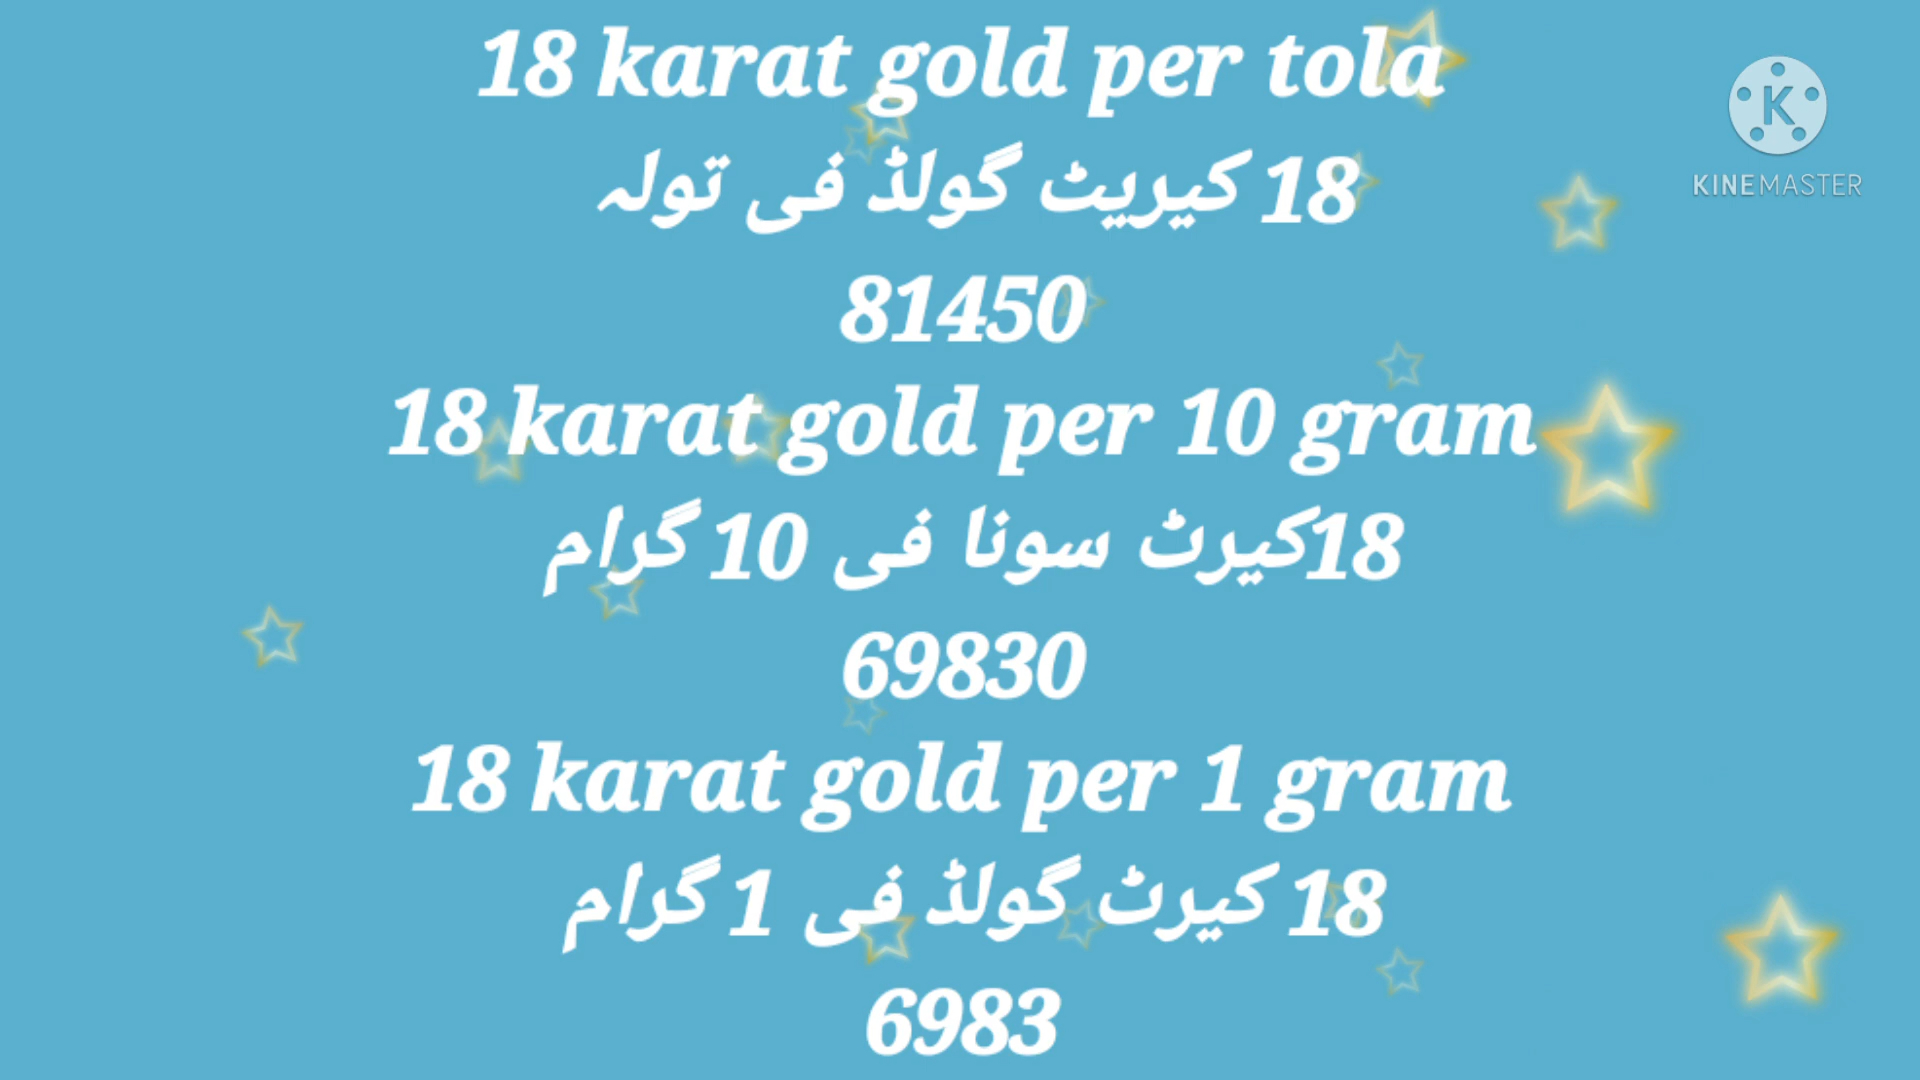 18 karat gold per tola
18 کیریٹ گولڈ فی تولہ
81450
18 karat gold per 10 gram
18کیرٹ سونا فی 10 گرام
69830
18 karat gold per 1 gram
18 کیرٹ گولڈ فی 1 گرام
6983
K
KINEMASTER